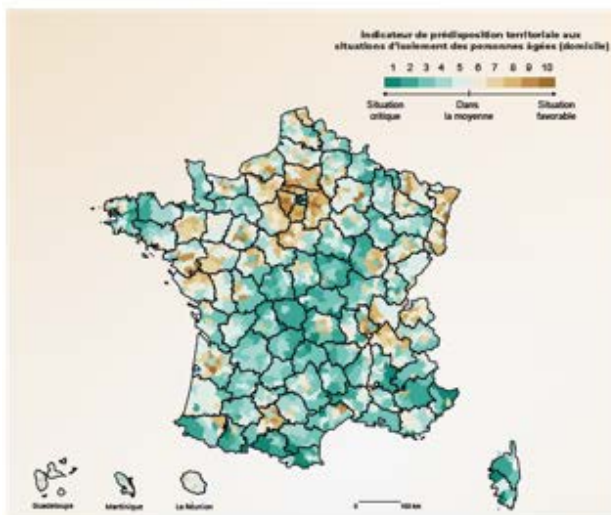 Indicateur de prédisposition territoriale aux
situations d'isolement des personnes âgées (domicile)
1 2 3 4 5 6 7 8 9 10
Situation critique
Dans la moyenne
Situation favorable
Guadeloupe
Martinique
La Réunion
0 100 km